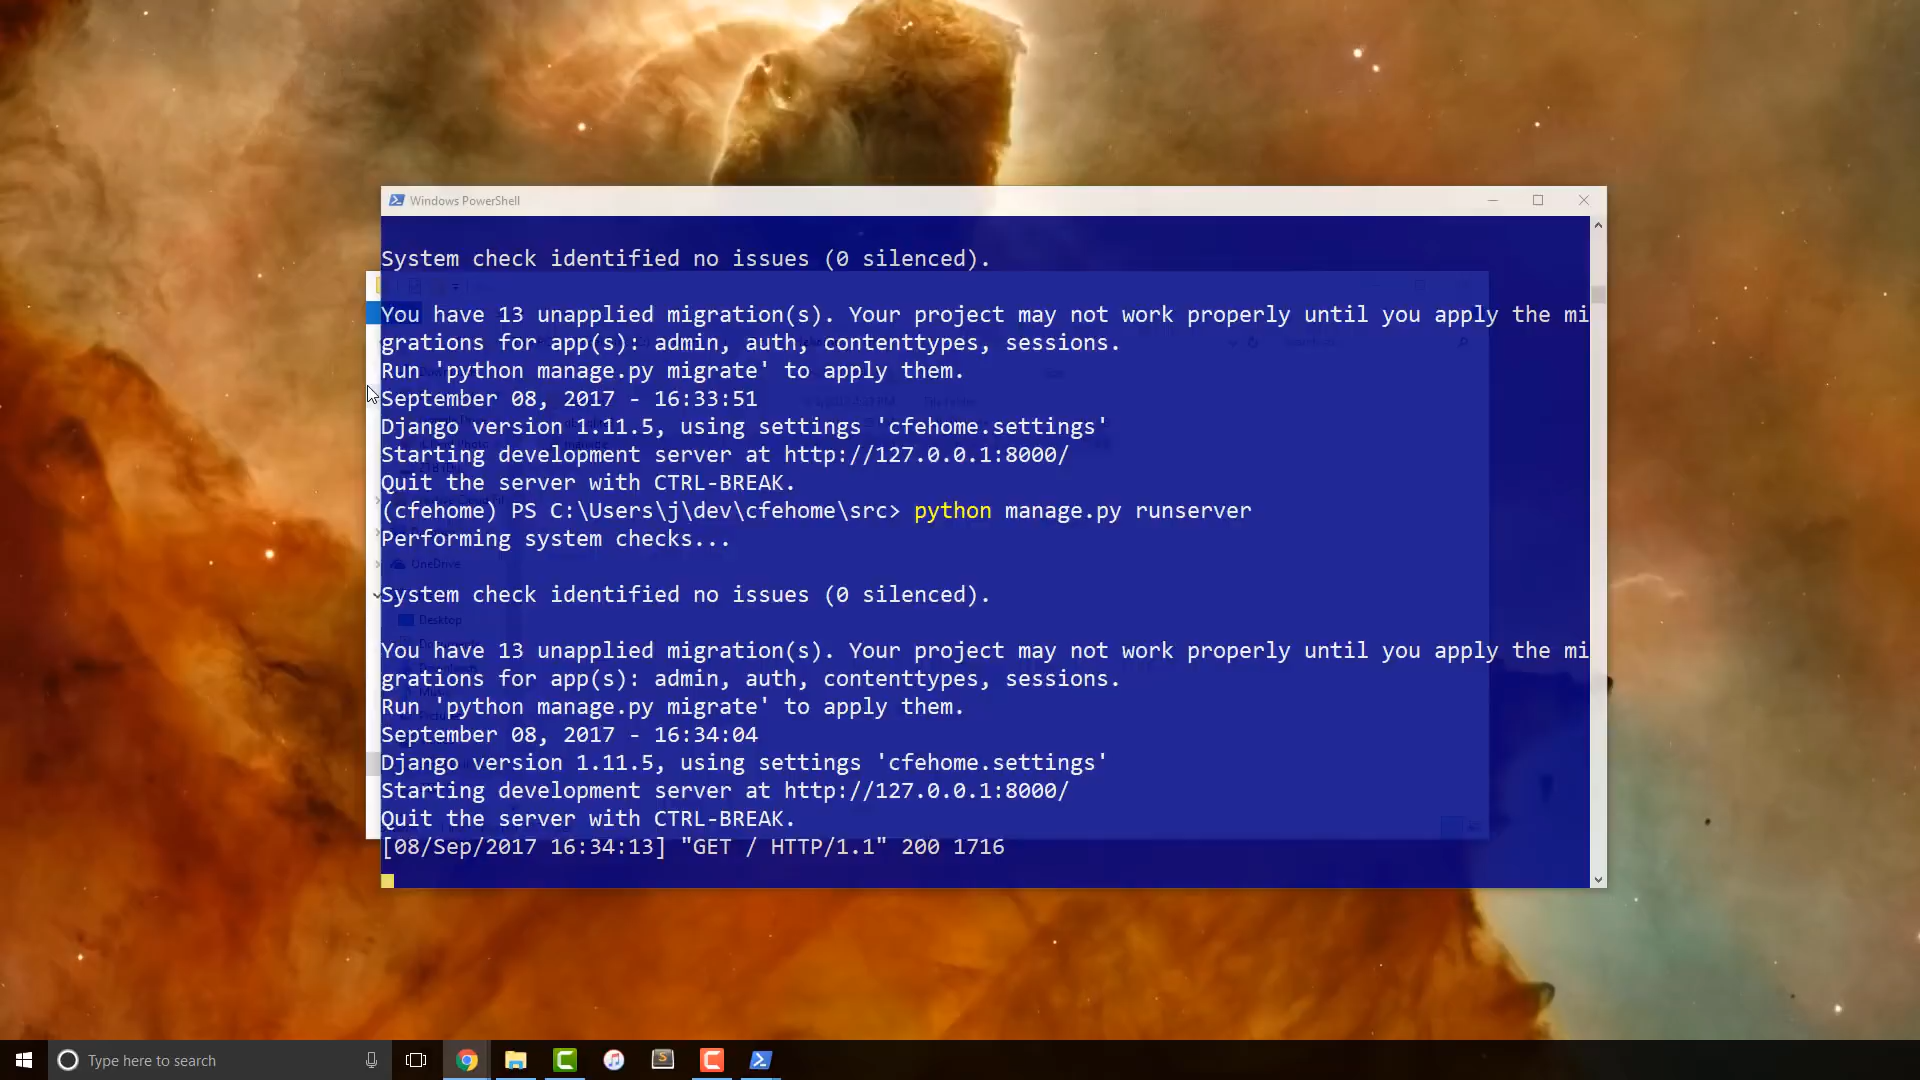 Windows PowerShell
System check identified no issues (0 silenced).
You have 13 unapplied migration(s). Your project may not work properly until you apply the mi
grations for app(s): admin, auth, contenttypes, sessions.
Run 'python manage.py migrate' to apply them.
September 08, 2017 - 16:33:51
Django version 1.11.5, using settings 'cfehome.settings'
Starting development server at http://127.0.0.1:8000/
Quit the server with CTRL-BREAK.
(cfehome) PS C:\Users\j\dev\cfehome\src> python manage.py runserver
Performing system checks...
OneDrive
System check identified no issues (0 silenced).
Desktop
You have 13 unapplied migration(s). Your project may not work properly until you apply the mi
grations for app(s): admin, auth, contenttypes, sessions.
Run 'python manage.py migrate' to apply them.
September 08, 2017 - 16:34:04
Django version 1.11.5, using settings 'cfehome.settings'
Starting development server at http://127.0.0.1:8000/
Quit the server with CTRL-BREAK.
[08/Sep/2017 16:34:13] "GET / HTTP/1.1" 200 1716
Type here to search